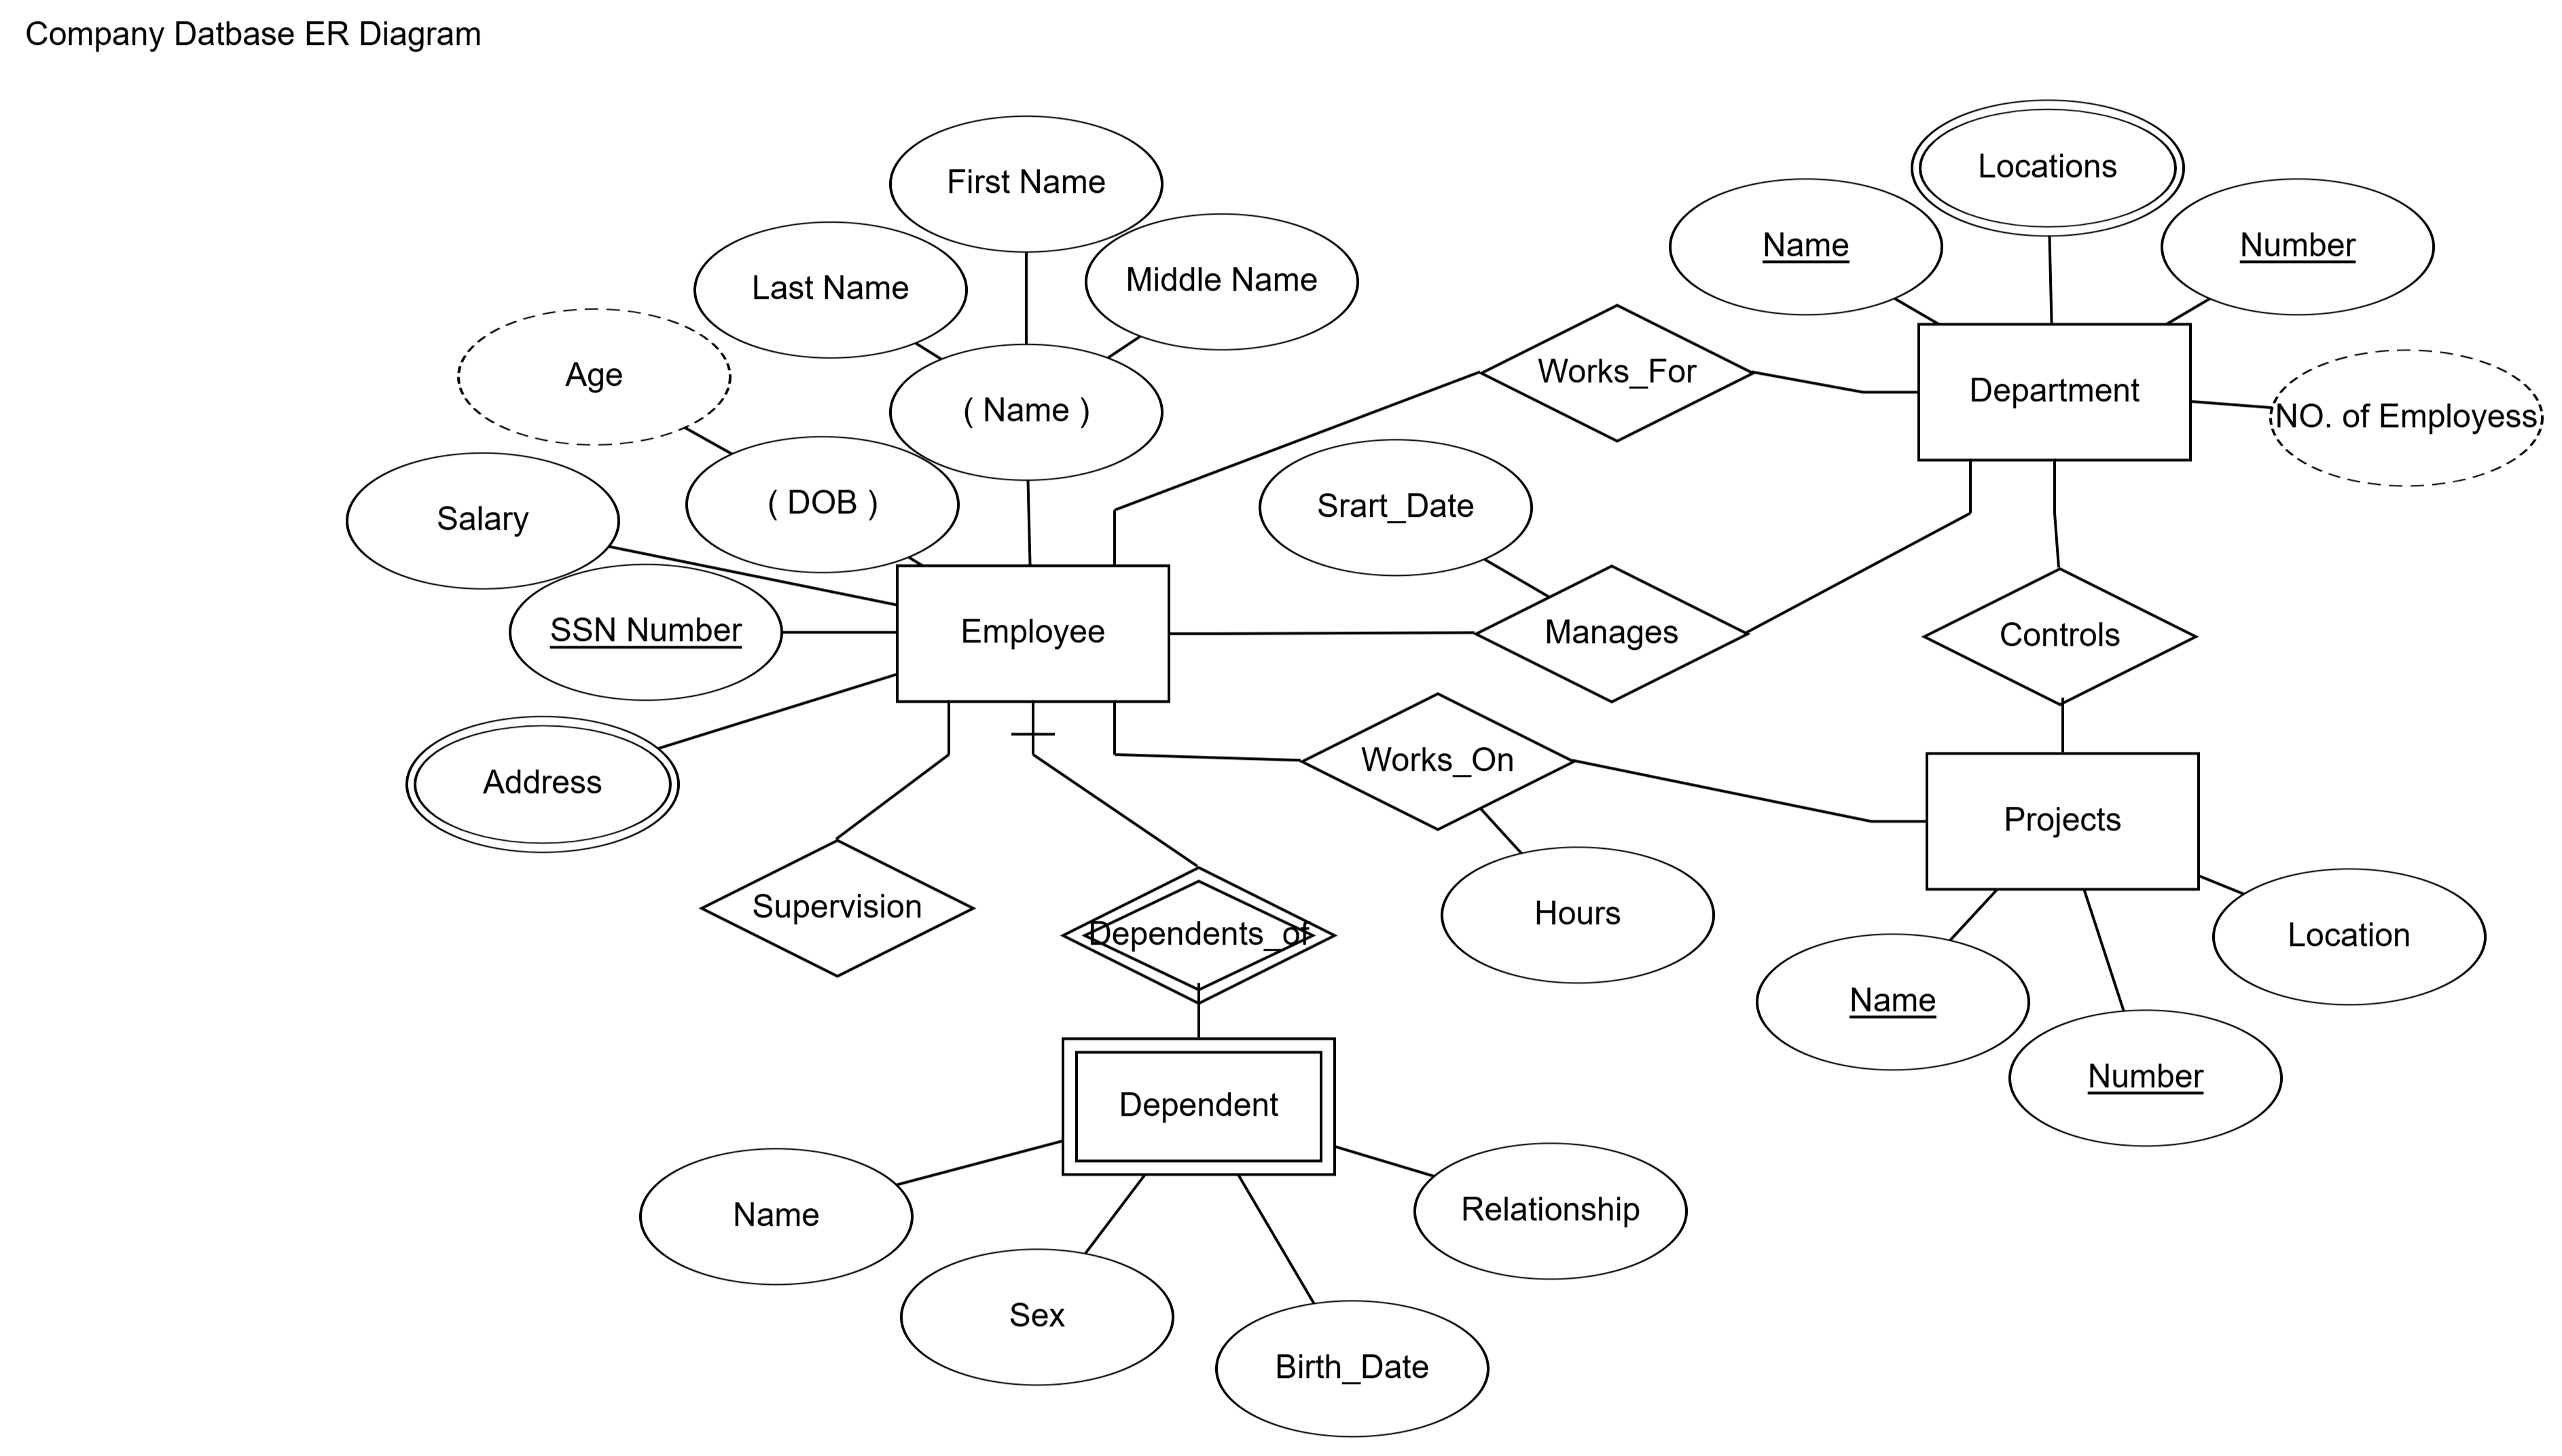 Company Datbase ER Diagram
First Name
Last Name
Middle Name
Age
( Name )
( DOB )
Salary
SSN Number
Address
Employee
Works_For
Srart_Date
Manages
Works_On
Hours
Supervision
Dependents_of
Dependent
Name
Sex
Birth_Date
Relationship
Locations
Name
Number
Department
NO. of Employess
Controls
Projects
Name
Number
Location